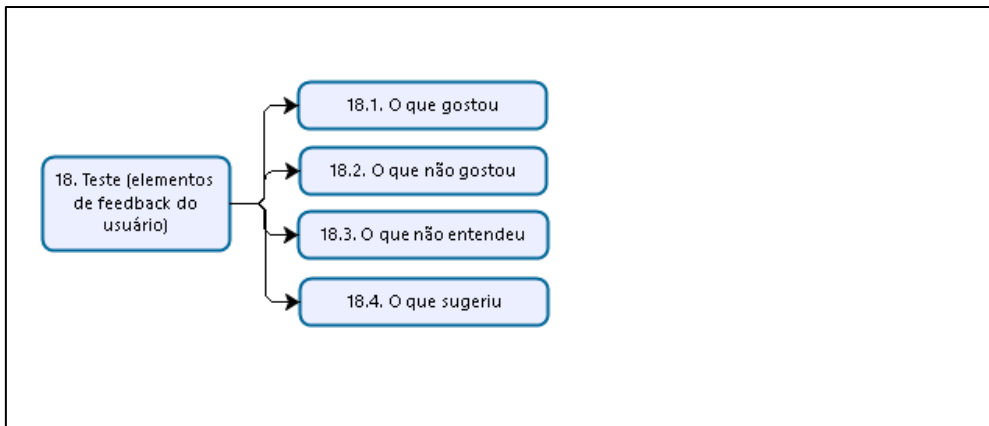 18. Teste (elementos
de feedback do
usuário)
18.1. O que gostou
18.2. O que não gostou
18.3. O que não entendeu
18.4. O que sugeriu